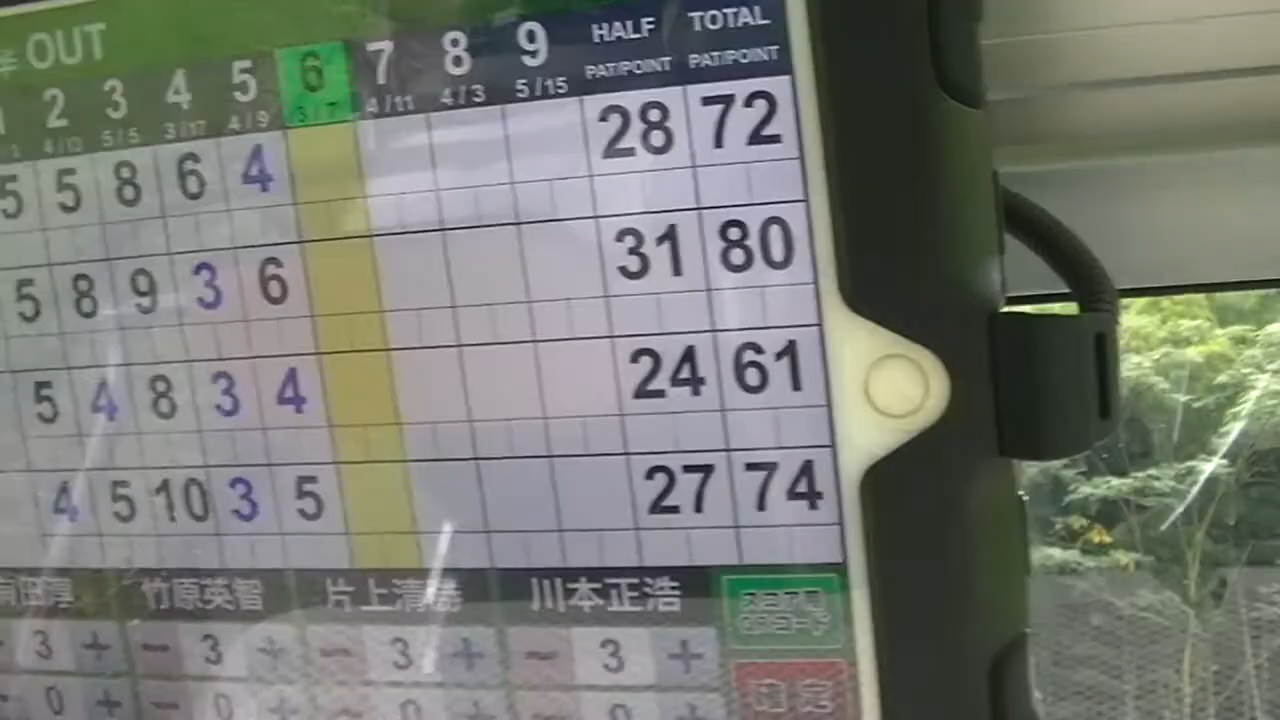 OUT 1 2 3 4 5 6 7 8 9 HALF TOTAL
4/13 5/5 3/17 4/9 3/7 4/11 4/3 5/15 PAT/POINT PAT/POINT
5 5 8 6 4 28 72
5 8 9 3 6 31 80
5 4 8 3 4 24 61
4 5 10 3 5 27 74
竹原英智 片上清勝 川本正浩
3 + − 3 + − 3 + − 3 +
0 + − 0 + − 0 + − 0 +
確定